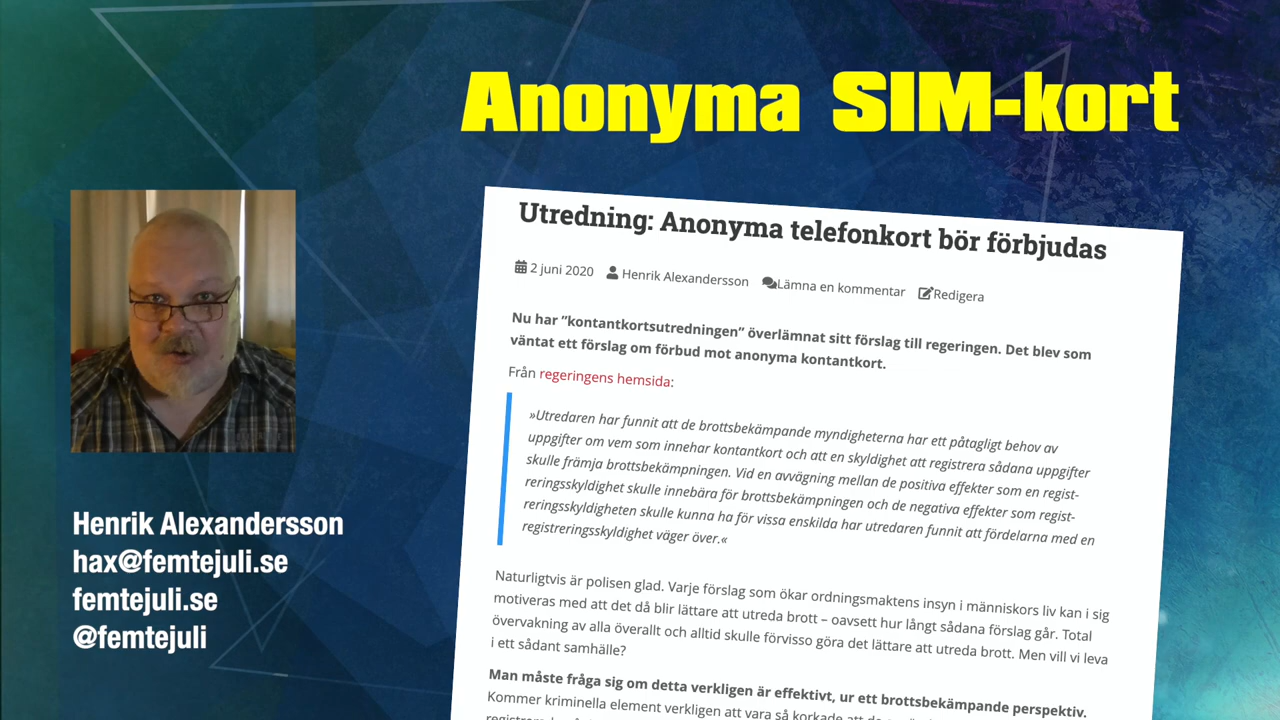 Anonyma SIM-kort
Utredning: Anonyma telefonkort bör förbjudas
2 juni 2020 Henrik Alexandersson Lämna en kommentar Redigera
Nu har ”kontantkortsutredningen” överlämnat sitt förslag till regeringen. Det blev som
väntat ett förslag om förbud mot anonyma kontantkort.
Från regeringens hemsida:
»Utredaren har funnit att de brottsbekämpande myndigheterna har ett påtagligt behov av
uppgifter om vem som innehar kontantkort och att en skyldighet att registrera sådana uppgifter
skulle främja brottsbekämpningen. Vid en avvägning mellan de positiva effekter som en regist-
reringsskyldighet skulle innebära för brottsbekämpningen och de negativa effekter som regist-
reringsskyldigheten skulle kunna ha för vissa enskilda har utredaren funnit att fördelarna med en
registreringsskyldighet väger över.«
Naturligtvis är polisen glad. Varje förslag som ökar ordningsmaktens insyn i människors liv kan i sig
motiveras med att det då blir lättare att utreda brott – oavsett hur långt sådana förslag går. Total
övervakning av alla överallt och alltid skulle förvisso göra det lättare att utreda brott. Men vill vi leva
i ett sådant samhälle?
Man måste fråga sig om detta verkligen är effektivt, ur ett brottsbekämpande perspektiv.
Kommer kriminella element verkligen att vara så korkade att de
Henrik Alexandersson
hax@femtejuli.se
femtejuli.se
@femtejuli